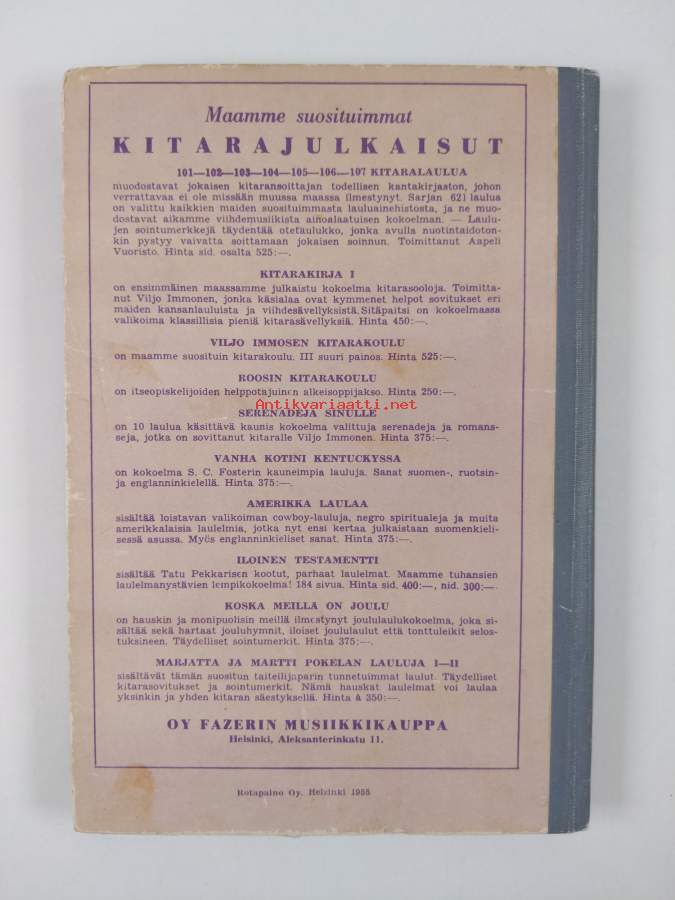 Maamme suosituimmat
KITARAJULKAISUT
101—102—103—104—105—106—107 KITARALAULUA
muodostavat jokaisen kitaransoittajan todellisen kantakirjaston, johon
verrattavaa ei ole missään muussa maassa ilmestynyt. Sarjan 621 laulua
on valittu kaikkien maiden suosituimmasta lauluainehistosta, ja ne muo-
dostavat aikamme viihdemusiikista ainoalaatuisen kokoelman. — Laulu-
jen sointumerkkejä täydentää otetaulukko, jonka avulla nuotintaidoton-
kin pystyy vaivatta soittamaan jokaisen soinnun. Toimittanut Aapeli
Vuoristo. Hinta sid. osalta 525:—.
KITARAKIRJA I
on ensimmäinen maassamme julkaistu kokoelma kitarasooloja. Toimitta-
nut Viljo Immonen, jonka käsialaa ovat kymmenet helpot sovitukset eri
maiden kansanlauluista ja viihdesävellyksistä. Sitäpaitsi on kokoelmassa
valikoima klassillisia pieniä kitarasävellyksiä. Hinta 450:—.
VILJO IMMOSEN KITARAKOULU
on maamme suosituin kitarakoulu. III suuri painos. Hinta 525:—.
ROOSIN KITARAKOULU
on itseopiskelijoiden helppotajuinen alkeisoppijakso. Hinta 250:—.
Antikvariaatti.net
SERENADEJA SINULLE
on 10 laulua käsittävä kaunis kokoelma valittuja serenadeja ja romans-
seja, jotka on sovittanut kitaralle Viljo Immonen. Hinta 375:—.
VANHA KOTINI KENTUCKYSSA
on kokoelma S. C. Fosterin kauneimpia lauluja. Sanat suomen-, ruotsin-
ja englanninkielellä. Hinta 375:—.
AMERIKKA LAULAA
sisältää loistavan valikoiman cowboy-lauluja, negro spiritualeja ja muita
amerikkalaisia laulelmia, jotka nyt ensi kertaa julkaistaan suomenkieli-
sessä asussa. Myös englanninkieliset sanat. Hinta 375:—.
ILOINEN TESTAMENTTI
sisältää Tatu Pekkarisen kootut, parhaat laulelmat. Maamme tuhansien
laulelmanystävien lempikokoelma! 184 sivua. Hinta sid. 400:—, nid. 300:—.
KOSKA MEILLÄ ON JOULU
on hauskin ja monipuolisin meillä ilmestynyt joululaulukokoelma, joka si-
sältää sekä hartaat jouluhymnit, iloiset joululaulut että tonttuleikit selos-
tuksineen. Täydelliset sointumerkit. Hinta 375:—.
MARJATTA JA MARTTI POKELAN LAULUJA I—II
sisältävät tämän suositun taiteilijaparin tunnetuimmat laulut. Täydelliset
kitarasovitukset ja sointumerkit. Nämä hauskat laulelmat voi laulaa
yksinkin ja yhden kitaran säestyksellä. Hinta à 350:—.
OY FAZERIN MUSIIKKIKAUPPA
Helsinki, Aleksanterinkatu 11.
Rotapaino Oy. Helsinki 1955